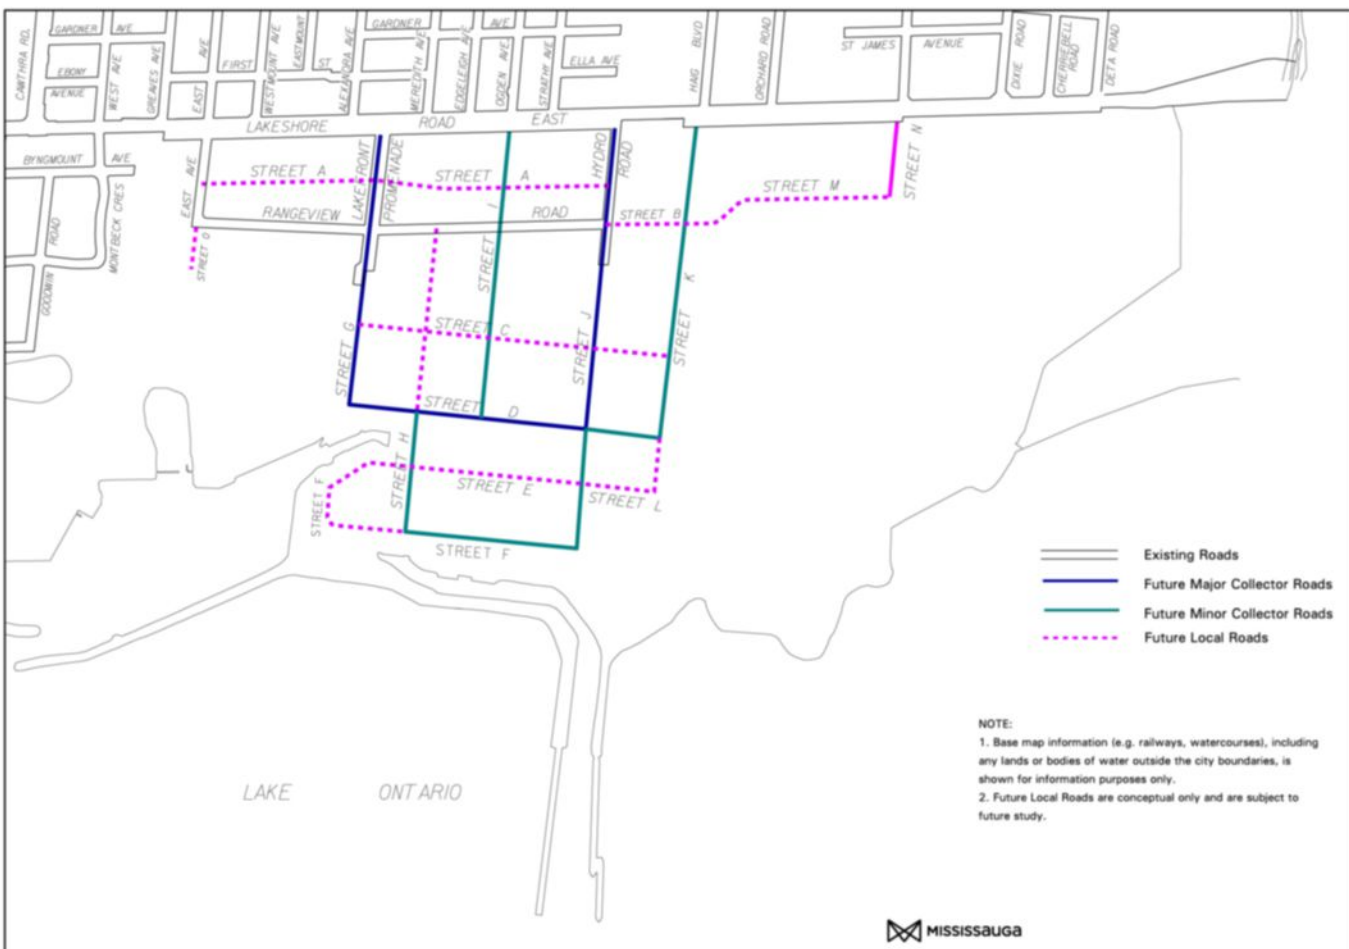 GARDNER AVE
GARDNER AVE
CAWTHRA RD.
EBONY
AVENUE
WEST AVE
GREAVES AVE
EAST AVE
FIRST ST
WESTMOUNT AVE
EASTMOUNT
ALEXANDRA AVE
MEREDITH AVE
EDGELEIGH AVE
OGDEN AVE
STRATHY AVE
ELLA AVE
HAIG BLVD
ORCHARD ROAD
ST JAMES AVENUE
DIXIE ROAD
CHERRIEBELL
ROAD
DETA ROAD
LAKESHORE ROAD EAST
BYNGMOUNT AVE
EAST AVE
MONTBECK CRES
GOODWIN ROAD
STREET A
STREET A
LAKEFRONT
PROMENADE
HYDRO
ROAD
STREET N
STREET M
RANGEVIEW ROAD
STREET B
STREET O
STREET I
STREET G
STREET C
STREET J
STREET K
STREET D
STREET H
STREET E
STREET L
STREET F
STREET F
LAKE ONTARIO
Existing Roads
Future Major Collector Roads
Future Minor Collector Roads
Future Local Roads
NOTE:
1. Base map information (e.g. railways, watercourses), including
any lands or bodies of water outside the city boundaries, is
shown for information purposes only.
2. Future Local Roads are conceptual only and are subject to
future study.
MISSISSAUGA